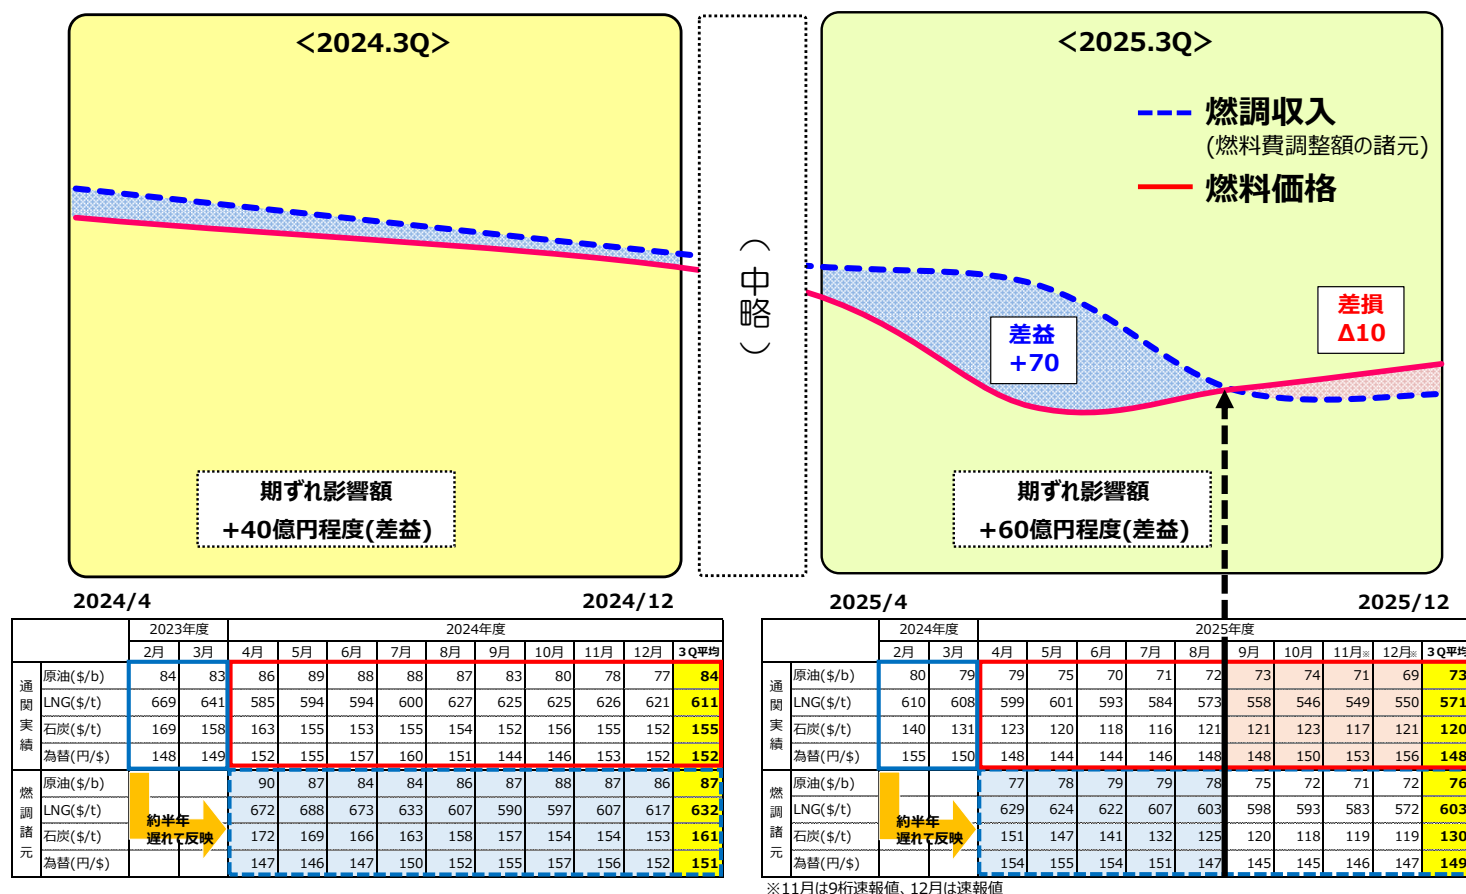 <2024.3Q>
期ずれ影響額
+40億円程度(差益)
(中略)
<2025.3Q>
燃調収入
(燃料費調整額の諸元)
燃料価格
差益
+70
差損
Δ10
期ずれ影響額
+60億円程度(差益)
2024/4 2024/12
2023年度 2024年度
2月 3月 4月 5月 6月 7月 8月 9月 10月 11月 12月 3Q平均
通関実績
原油($/b) 84 83 86 89 88 88 87 83 80 78 77 84
LNG($/t) 669 641 585 594 594 600 627 625 625 626 621 611
石炭($/t) 169 158 163 155 153 155 154 152 156 155 152 155
為替(円/$) 148 149 152 155 157 160 151 144 146 153 152 152
燃調諸元
原油($/b) 90 87 84 84 86 87 88 87 86 87
LNG($/t) 672 688 673 633 607 590 597 607 617 632
石炭($/t) 172 169 166 163 158 157 154 154 153 161
為替(円/$) 147 146 147 150 152 155 157 156 152 151
約半年
遅れて反映
2025/4 2025/12
2024年度 2025年度
2月 3月 4月 5月 6月 7月 8月 9月 10月 11月※ 12月※ 3Q平均
通関実績
原油($/b) 80 79 79 75 70 71 72 73 74 71 69 73
LNG($/t) 610 608 599 601 593 584 573 558 546 549 550 571
石炭($/t) 140 131 123 120 118 116 121 121 123 117 121 120
為替(円/$) 155 150 148 144 144 146 148 148 150 153 156 148
燃調諸元
原油($/b) 77 78 79 79 78 75 72 71 72 76
LNG($/t) 629 624 622 607 603 598 593 583 572 603
石炭($/t) 151 147 141 132 125 120 118 119 119 130
為替(円/$) 154 155 154 151 147 145 145 146 147 149
約半年
遅れて反映
※11月は9桁速報値、12月は速報値